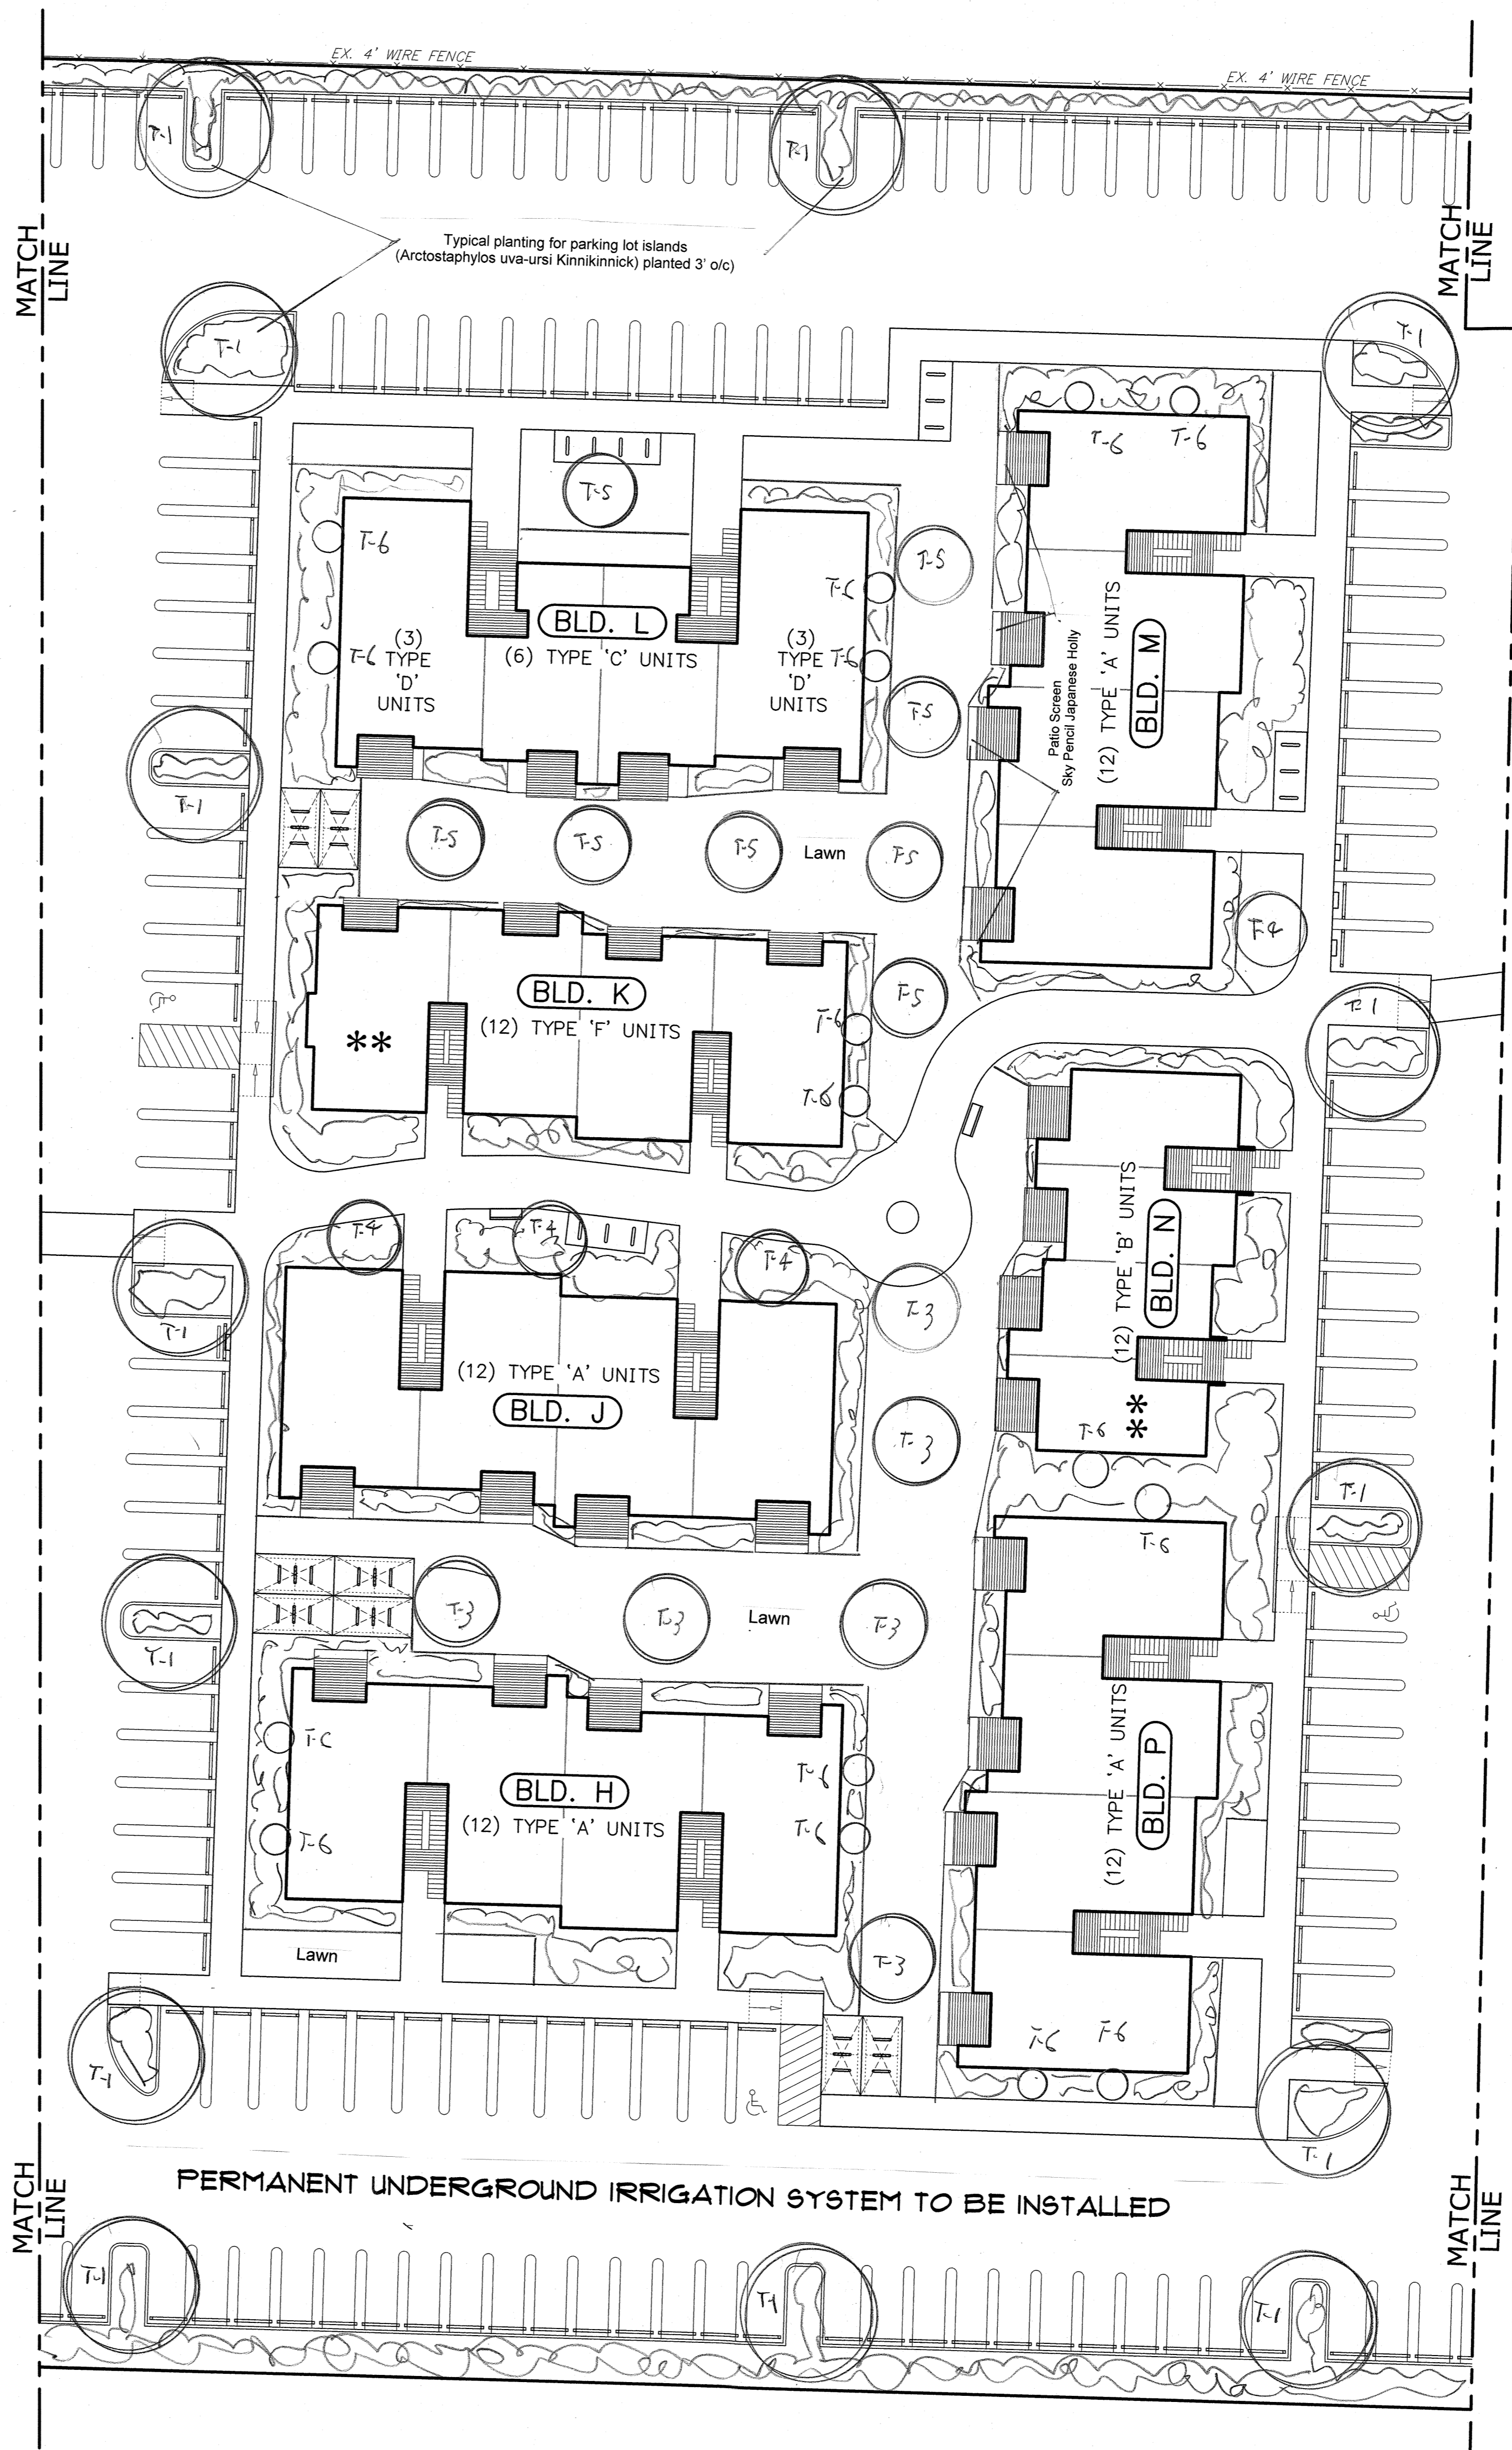 EX. 4' WIRE FENCE
EX. 4' WIRE FENCE
T-1
T-1
MATCH
LINE
MATCH
LINE
Typical planting for parking lot islands
(Arctostaphylos uva-ursi Kinnikinnick) planted 3' o/c)
T-1
T-1
T-6
T-6
T-5
T-6
T-5
BLD. L
(3)
TYPE
'D'
UNITS
(6) TYPE 'C' UNITS
(3)
TYPE
'D'
UNITS
T-6
T-6
T-5
(12) TYPE 'A' UNITS
BLD. M
Patio Screen
Sky Pencil Japanese Holly
T-1
T-5
T-5
T-5
Lawn
T-5
T-4
BLD. K
(12) TYPE 'F' UNITS
**
T-5
T-6
T-6
T-1
T-4
T-4
T-1
T-3
(12) TYPE 'B' UNITS
BLD. N
(12) TYPE 'A' UNITS
BLD. J
T-3
T-6
**
T-1
T-6
T-3
T-3
Lawn
T-3
T-1
T-6
BLD. H
(12) TYPE 'A' UNITS
T-6
T-6
(12) TYPE 'A' UNITS
BLD. P
Lawn
T-3
T-6
T-6
T-1
T-1
MATCH
LINE
PERMANENT UNDERGROUND IRRIGATION SYSTEM TO BE INSTALLED
MATCH
LINE
T-1
T-1
T-1